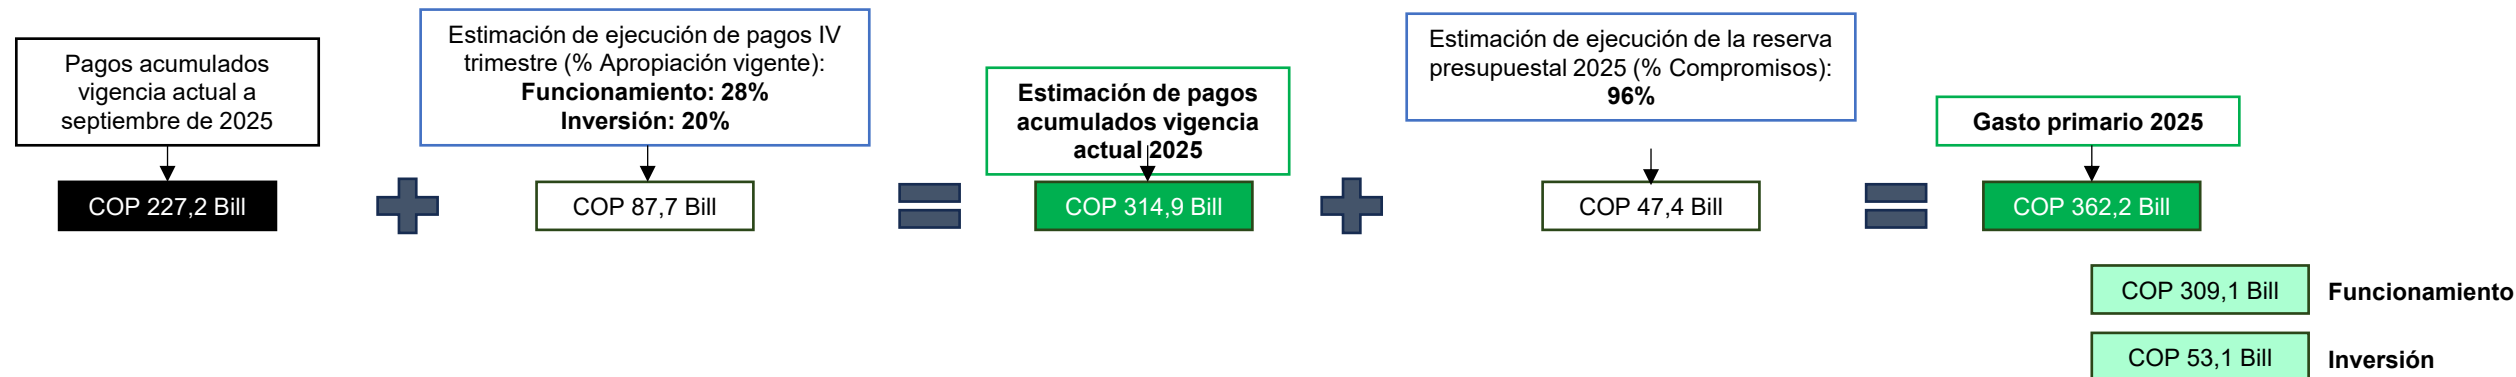 Pagos acumulados
vigencia actual a
septiembre de 2025
Estimación de ejecución de pagos IV
trimestre (% Apropiación vigente):
Funcionamiento: 28%
Inversión: 20%
Estimación de pagos
acumulados vigencia
actual 2025
Estimación de ejecución de la reserva
presupuestal 2025 (% Compromisos):
96%
Gasto primario 2025
COP 227,2 Bill
COP 87,7 Bill
COP 314,9 Bill
COP 47,4 Bill
COP 362,2 Bill
COP 309,1 Bill Funcionamiento
COP 53,1 Bill Inversión